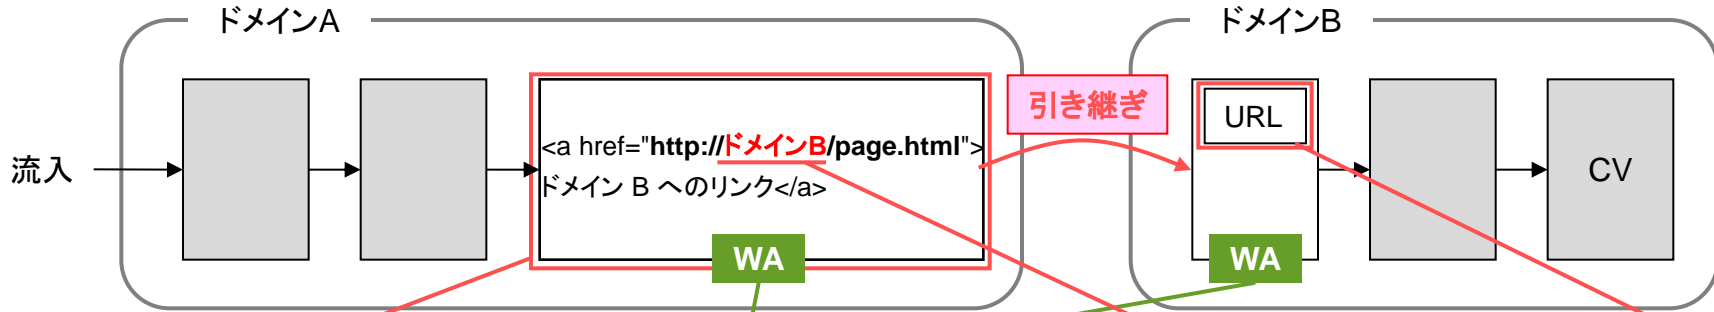 ドメインA
ドメインB
引き継ぎ
URL
<a href="http://ドメインB/page.html">
ドメイン B へのリンク</a>
流入
CV
WA
WA